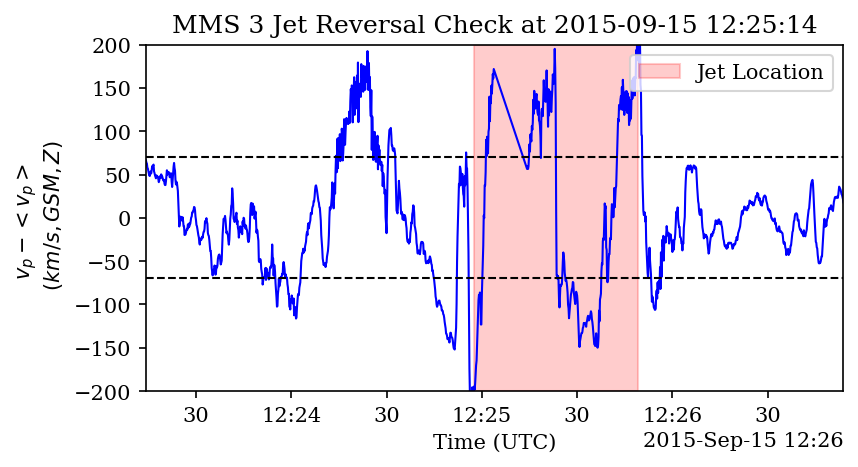 MMS 3 Jet Reversal Check at 2015-09-15 12:25:14
v_p − <v_p>
(km/s, GSM, Z)
200
150
100
50
0
−50
−100
−150
−200
Jet Location
30 12:24 30 12:25 30 12:26 30
Time (UTC)
2015-Sep-15 12:26